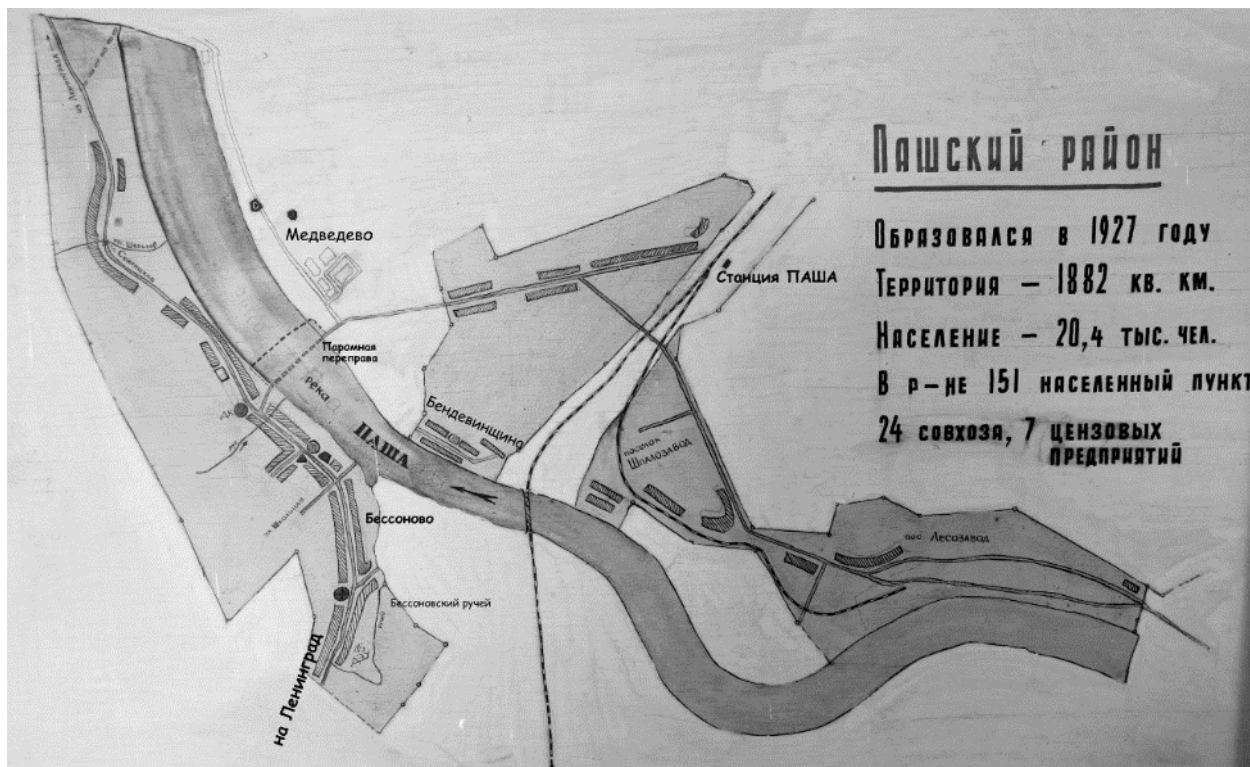 Пашский район
Образовался в 1927 году
Территория – 1882 кв. км.
Население – 20,4 тыс. чел.
В р-не 151 населенный пункт
24 совхоза, 7 цензовых
предприятий
Медведево
Станция ПАША
Паромная
переправа
река
ПАША
Бендевинщина
поселок
Шпалозавод
пос. Лесозавод
ДК
Бессоново
Бессоновский ручей
на Ленинград